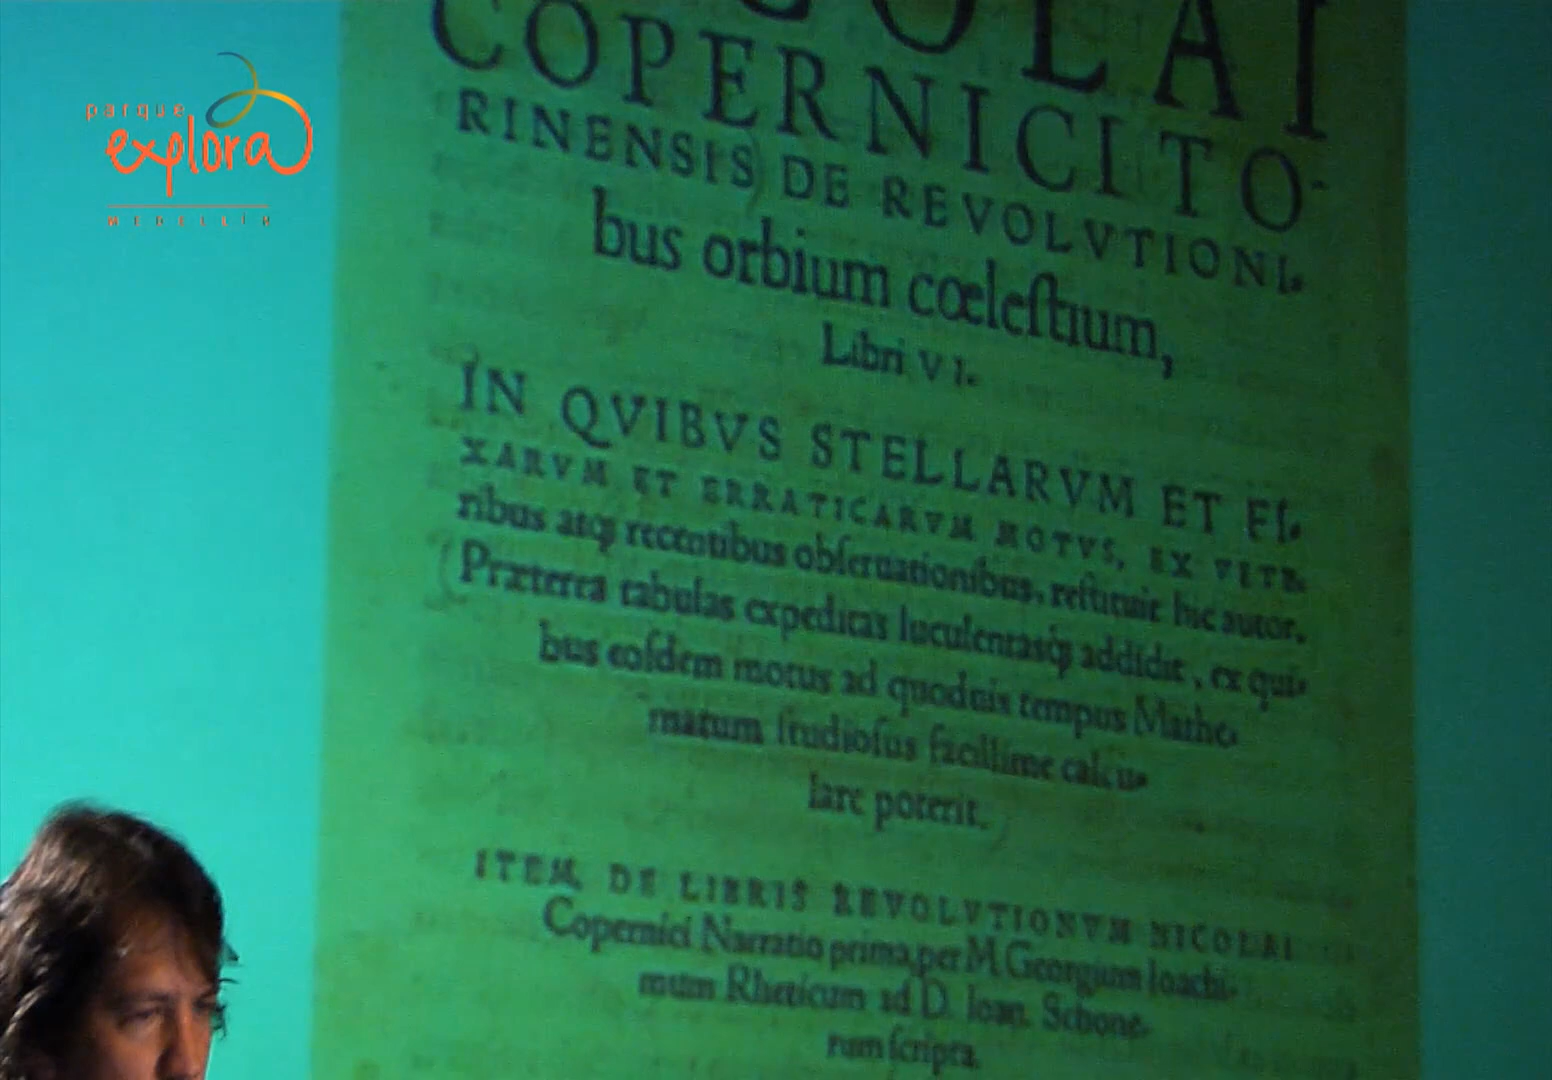 parque
explora
MEDELLÍN
COLAI
COPERNICI TO-
RINENSIS DE REVOLVTIONI-
bus orbium cœleſtium,
Libri VI.
IN QVIBVS STELLARVM ET FI-
XARVM ET ERRATICARVM MOTVS, EX VETE-
ribus atq; recentibus obſeruationibus, reſtituit hic autor.
Præterea tabulas expeditas luculentasq; addidit, ex qui-
bus eoſdem motus ad quoduis tempus Mathe-
matum ſtudioſus facillime calcu-
lare poterit.
ITEM, DE LIBRIS REVOLVTIONVM NICOLAI
Copernici Narratio prima, per M. Georgium Ioachi-
mum Rheticum ad D. Ioan. Schone-
rum ſcripta.